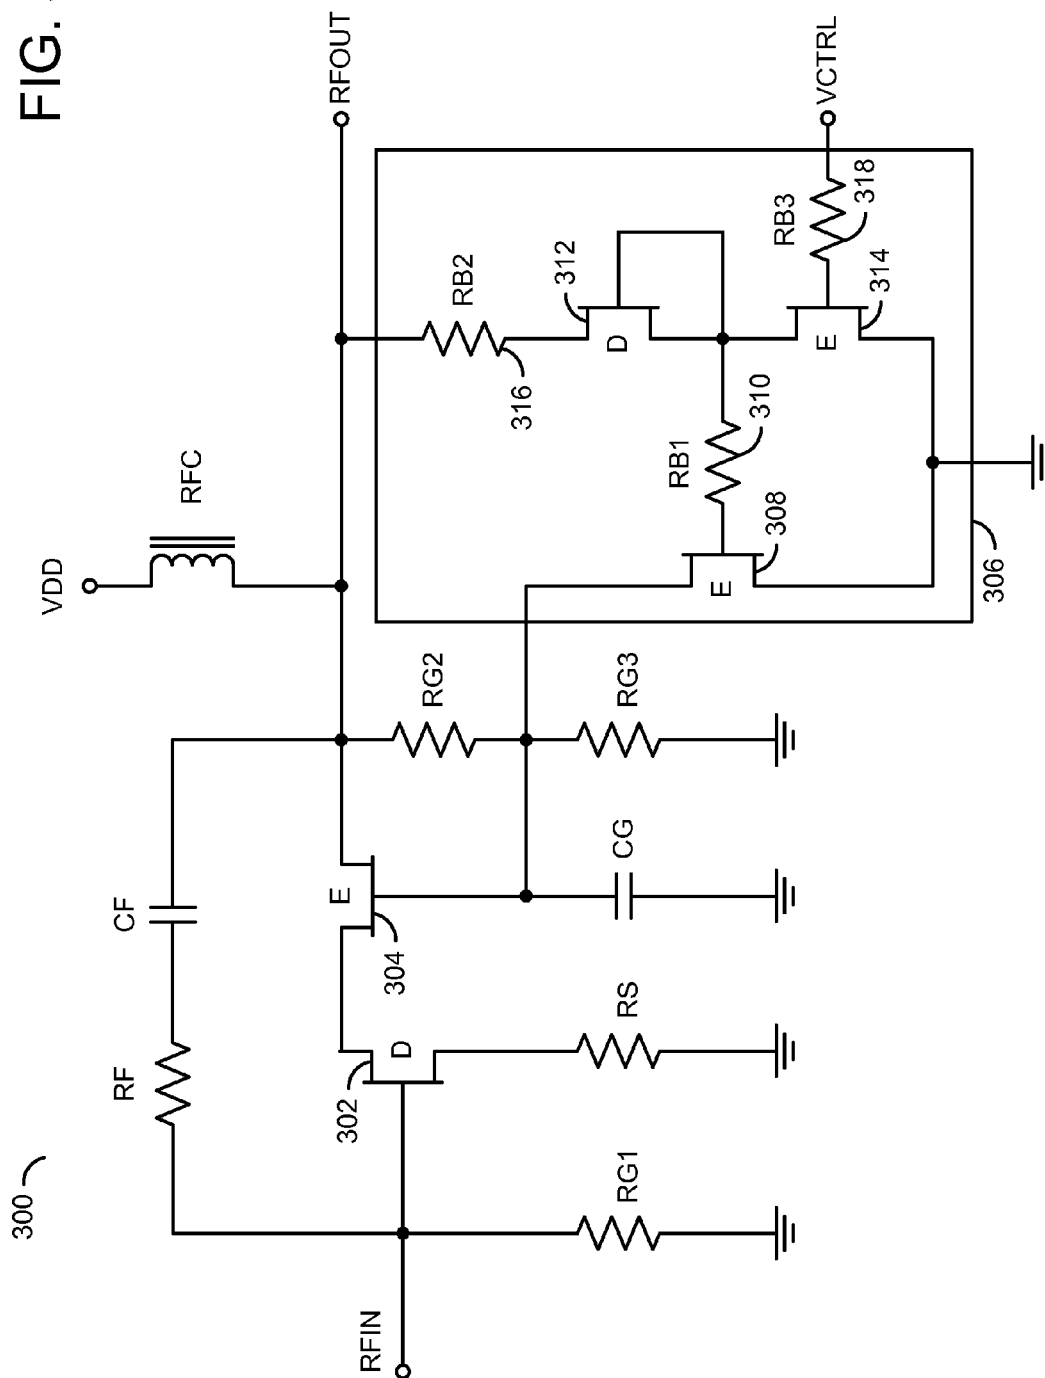 FIG.
300
RF
CF
VDD
RFC
RFOUT
RFIN
302
D
304
E
RG1
RS
CG
RG2
RG3
RB2
316
312
D
RB1
310
308
E
RB3
318
314
E
VCTRL
306